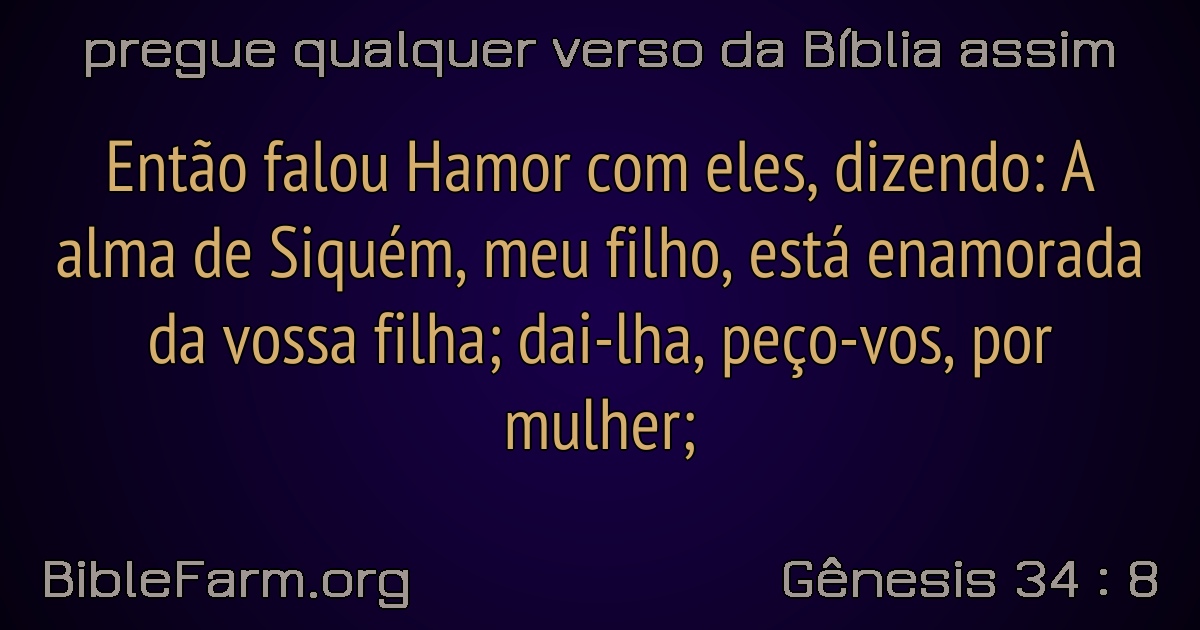 pregue qualquer verso da Bíblia assim
Então falou Hamor com eles, dizendo: A
alma de Siquém, meu filho, está enamorada
da vossa filha; dai-lha, peço-vos, por
mulher;
BibleFarm.org
Gênesis 34 : 8